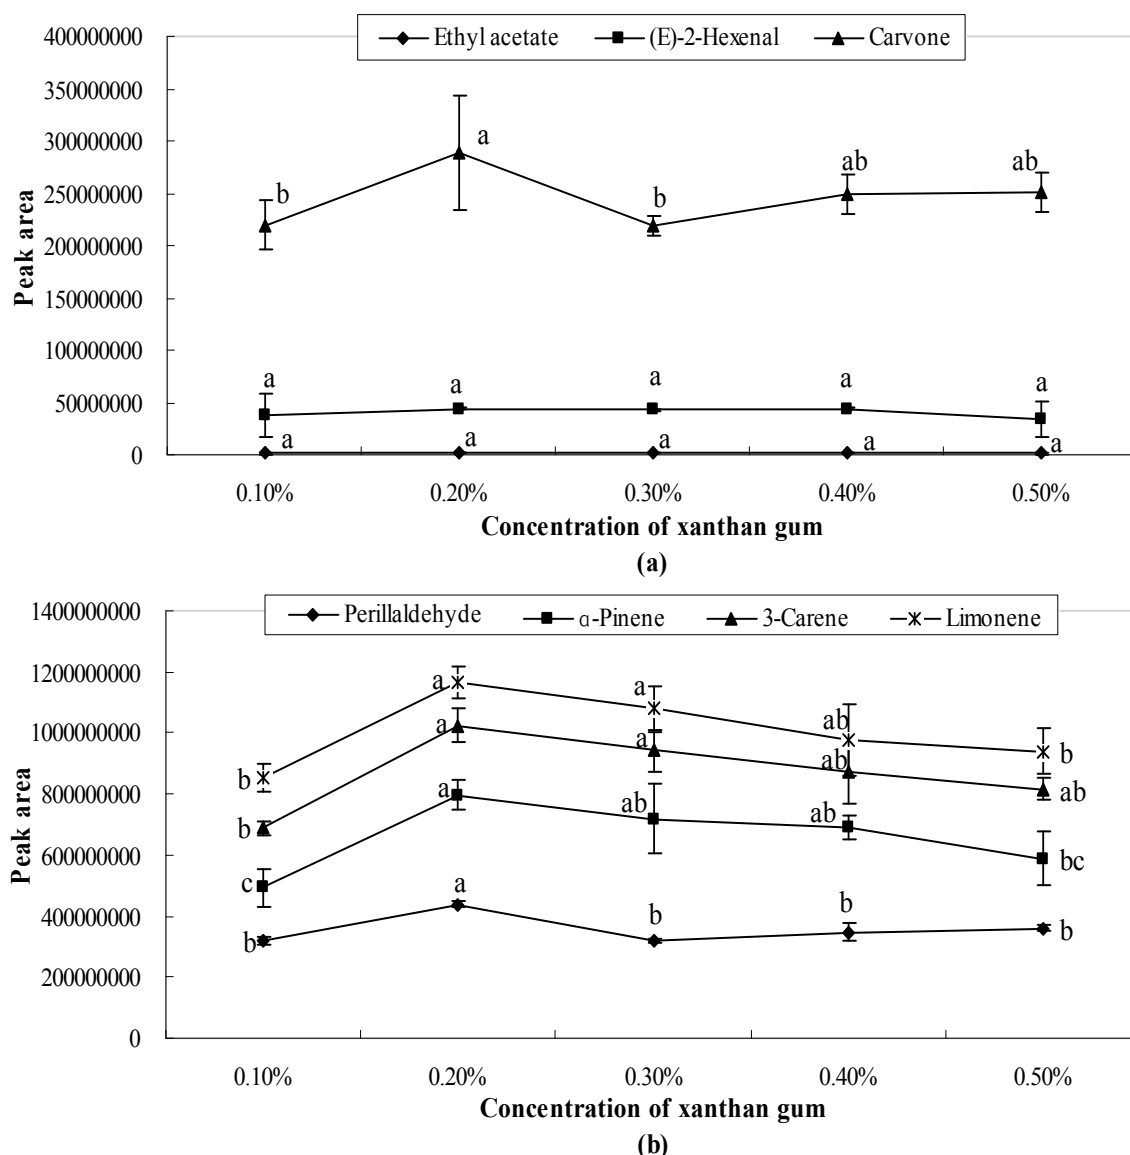 400000000
Ethyl acetate (E)-2-Hexenal Carvone
350000000
300000000
250000000
200000000
150000000
100000000
50000000
0
Peak area
b a b ab ab
a a a a a
a a a a a
0.10% 0.20% 0.30% 0.40% 0.50%
Concentration of xanthan gum
(a)
1400000000
Perillaldehyde α-Pinene 3-Carene Limonene
1200000000
1000000000
800000000
600000000
400000000
200000000
0
Peak area
b a a ab b
b a a ab ab
c a ab ab bc
b a b b b
0.10% 0.20% 0.30% 0.40% 0.50%
Concentration of xanthan gum
(b)